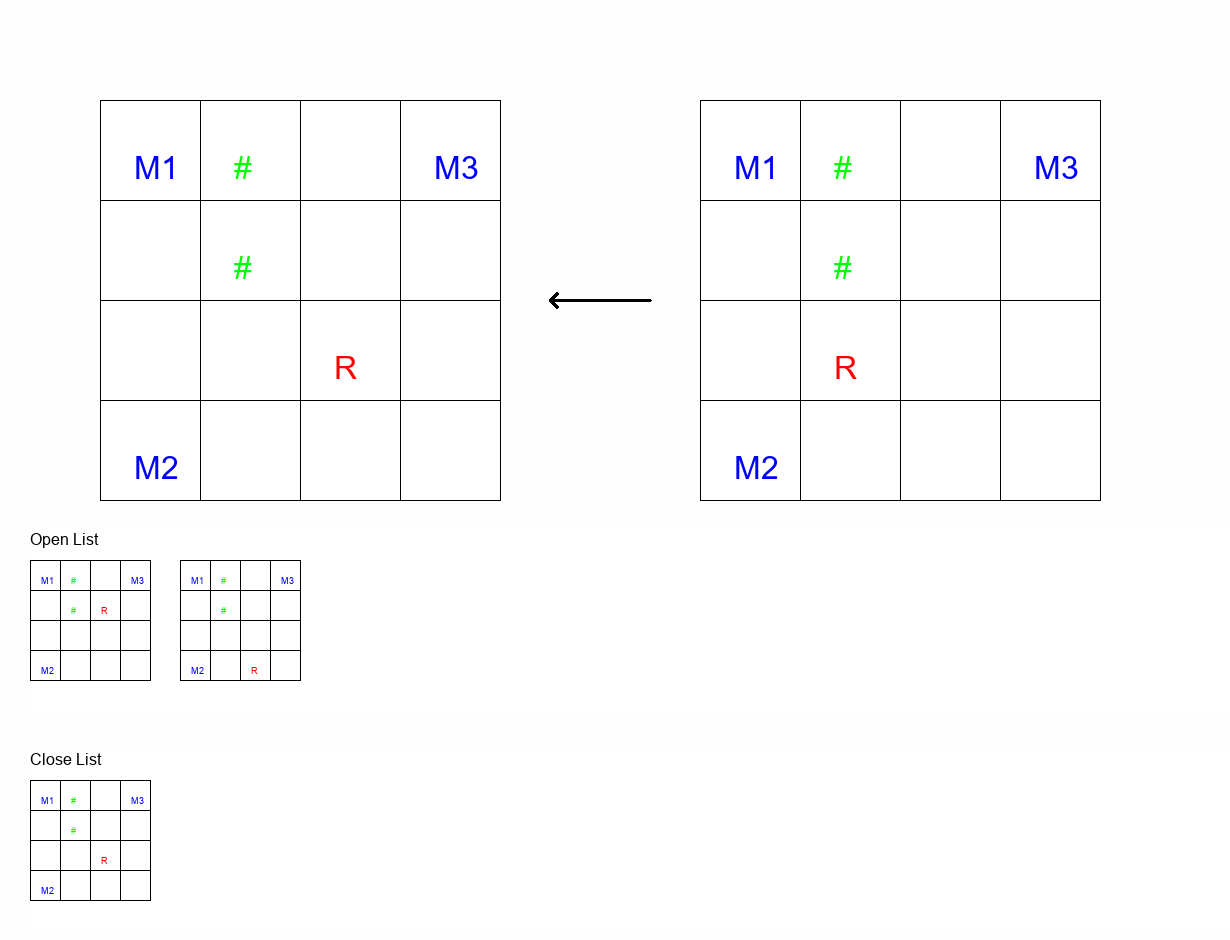 M1 # M3 M1 # M3
# #
R R
M2 M2
Open List
M1 # M3 M1 # M3
# R #
M2 M2 R
Close List
M1 # M3
#
R
M2